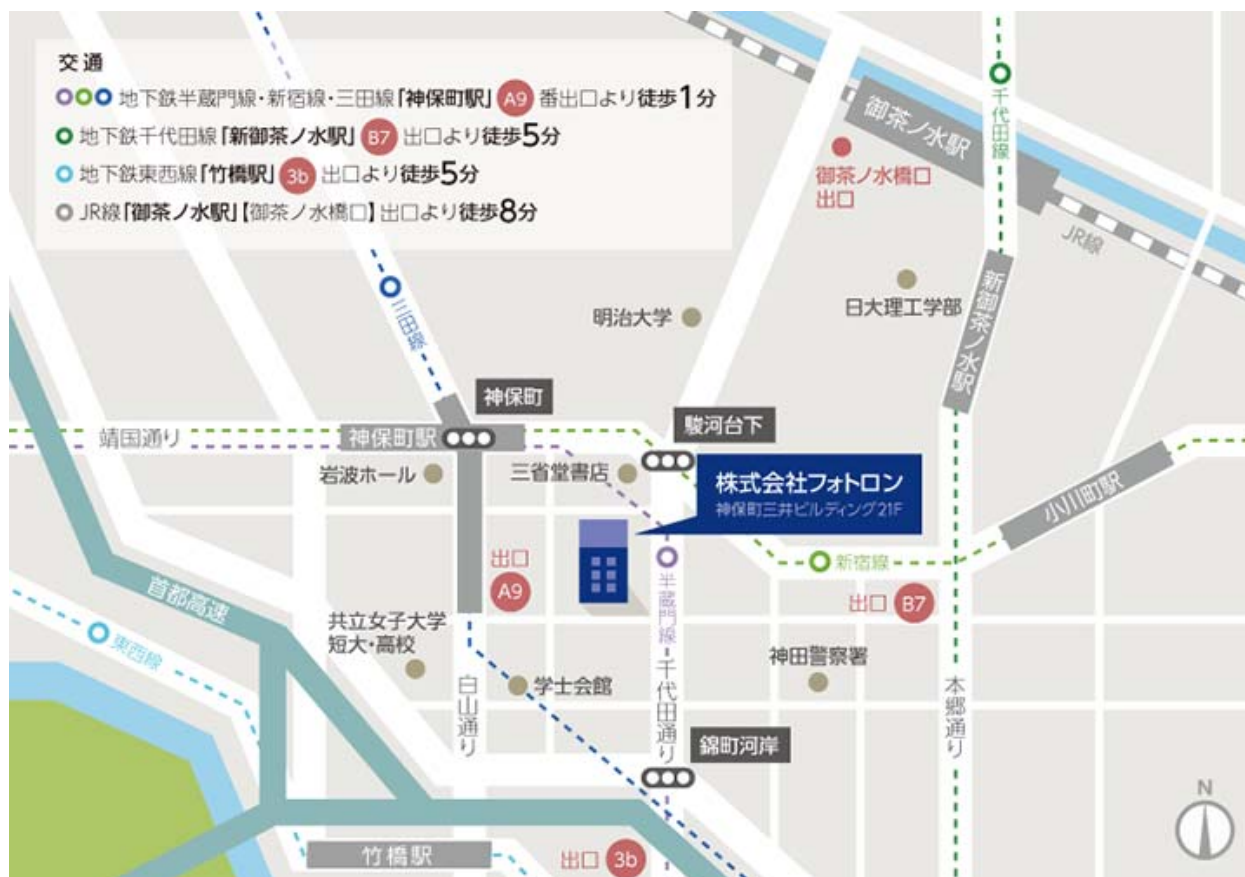 交通
地下鉄半蔵門線・新宿線・三田線「神保町駅」 A9 番出口より徒歩1分
地下鉄千代田線「新御茶ノ水駅」 B7 出口より徒歩5分
地下鉄東西線「竹橋駅」 3b 出口より徒歩5分
JR線「御茶ノ水駅」【御茶ノ水橋口】出口より徒歩8分
千代田線
御茶ノ水駅
御茶ノ水橋口
出口
JR線
新御茶ノ水駅
日大理工学部
明治大学
三田線
神保町
駿河台下
靖国通り
神保町駅
岩波ホール
三省堂書店
株式会社フォトロン
神保町三井ビルディング21F
小川町駅
出口
A9
半蔵門線
新宿線
出口 B7
首都高速
東西線
共立女子大学
短大・高校
学士会館
白山通り
千代田通り
神田警察署
本郷通り
錦町河岸
竹橋駅
出口 3b
N